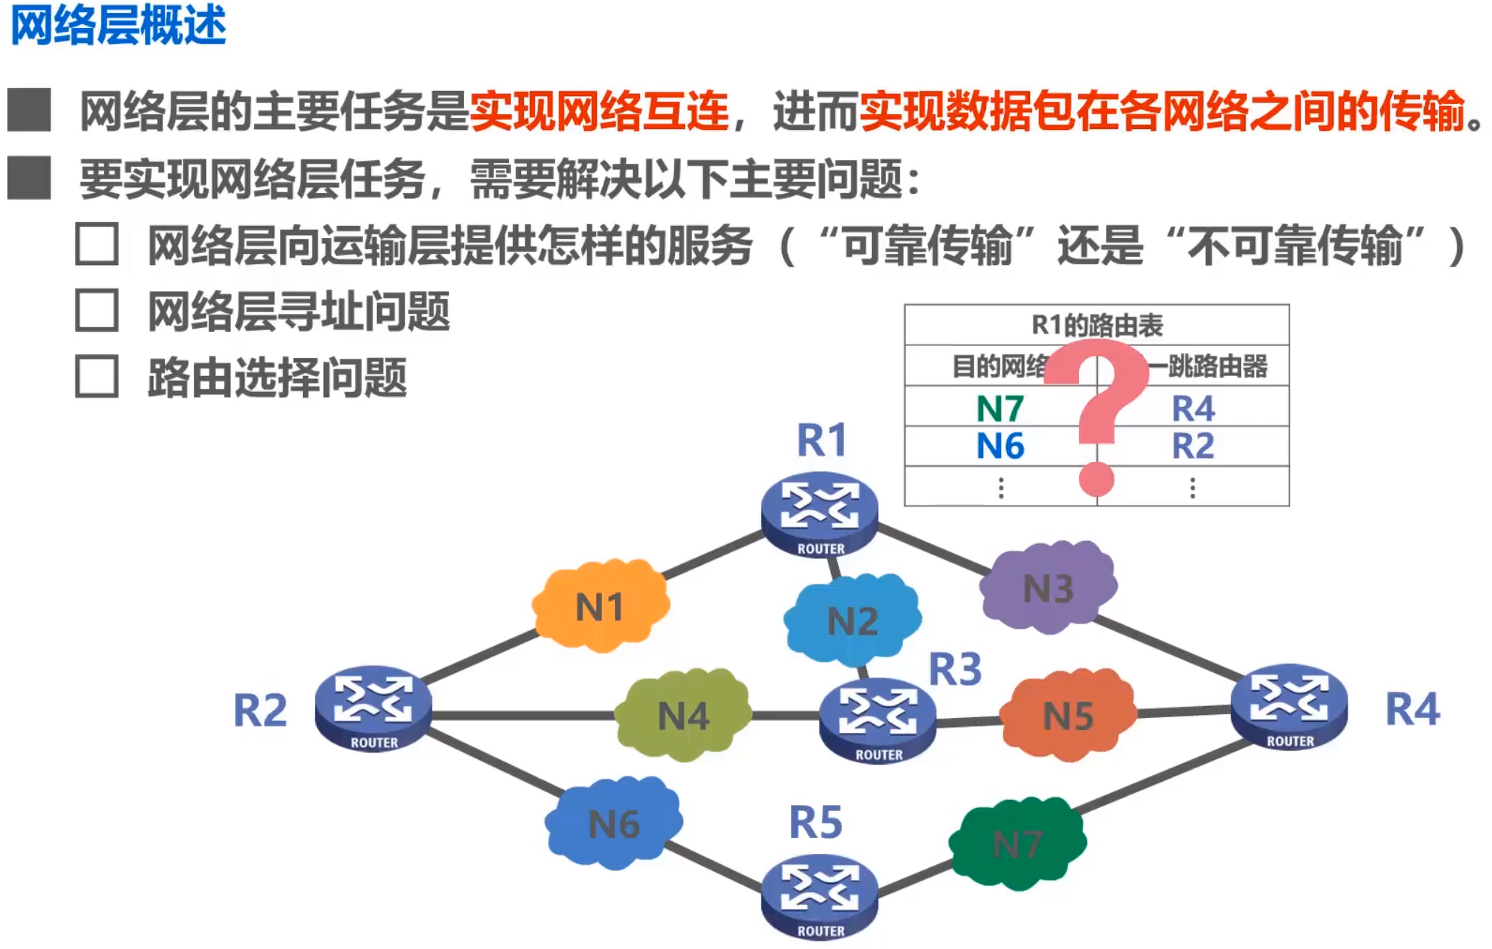 网络层概述
网络层的主要任务是实现网络互连，进而实现数据包在各网络之间的传输。
要实现网络层任务，需要解决以下主要问题：
网络层向运输层提供怎样的服务（“可靠传输”还是“不可靠传输”）
网络层寻址问题
路由选择问题
R1的路由表
目的网络 一跳路由器
N7 R4
N6 R2
⋮ ⋮
?
R1
ROUTER
N1
N2
N3
R2
ROUTER
N4
R3
ROUTER
N5
R4
ROUTER
N6
R5
ROUTER
N7